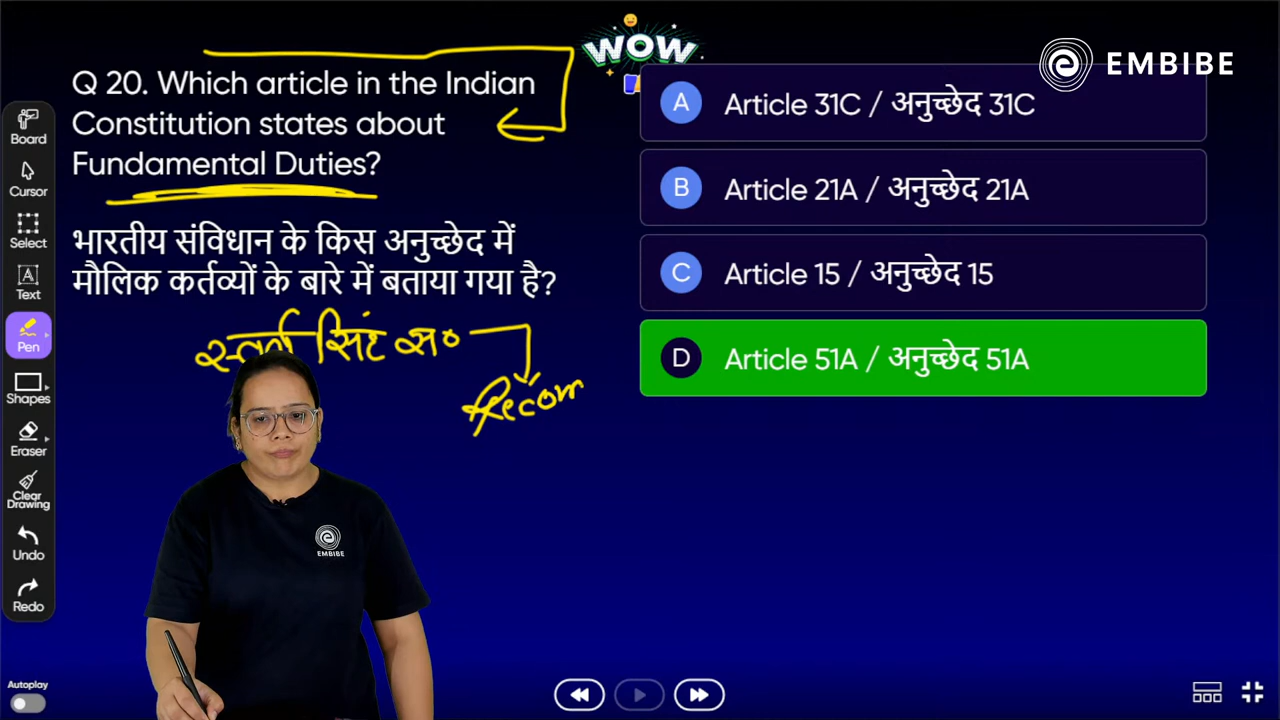 WOW
EMBIBE
Q 20. Which article in the Indian
Constitution states about
Fundamental Duties?
भारतीय संविधान के किस अनुच्छेद में
मौलिक कर्तव्यों के बारे में बताया गया है?
सिंह स०
Recom
A Article 31C / अनुच्छेद 31C
B Article 21A / अनुच्छेद 21A
C Article 15 / अनुच्छेद 15
D Article 51A / अनुच्छेद 51A
Board
Cursor
Select
Text
Pen
Shapes
Eraser
Clear
Drawing
Undo
Redo
EMBIBE
Autoplay